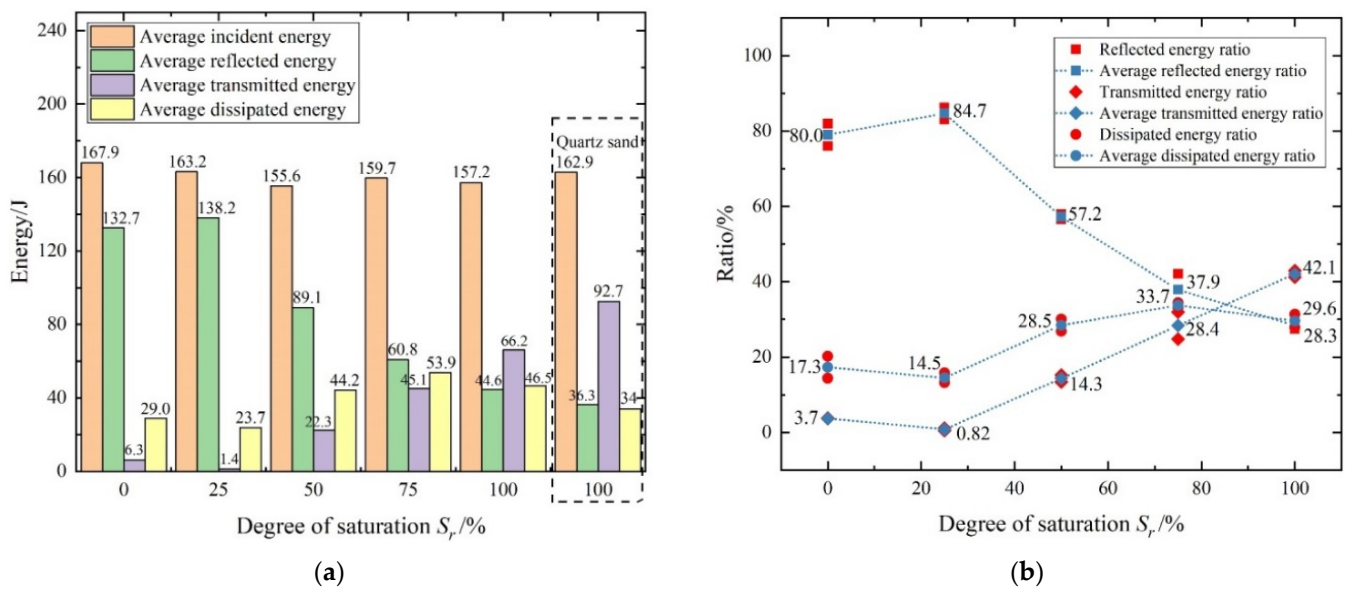 240
200
160
120
80
40
0
Energy/J
Average incident energy
Average reflected energy
Average transmitted energy
Average dissipated energy
Quartz sand
167.9
132.7
6.3
29.0
163.2
138.2
1.4
23.7
155.6
89.1
22.3
44.2
159.7
60.8
45.1
53.9
157.2
44.6
66.2
46.5
162.9
36.3
92.7
34
0 25 50 75 100 100
Degree of saturation Sr/%
(a)
100
80
60
40
20
0
Ratio/%
Reflected energy ratio
Average reflected energy ratio
Transmitted energy ratio
Average transmitted energy ratio
Dissipated energy ratio
Average dissipated energy ratio
80.0
84.7
57.2
37.9
28.3
17.3
14.5
28.5
33.7
29.6
3.7
0.82
14.3
28.4
42.1
0 20 40 60 80 100
Degree of saturation Sr/%
(b)